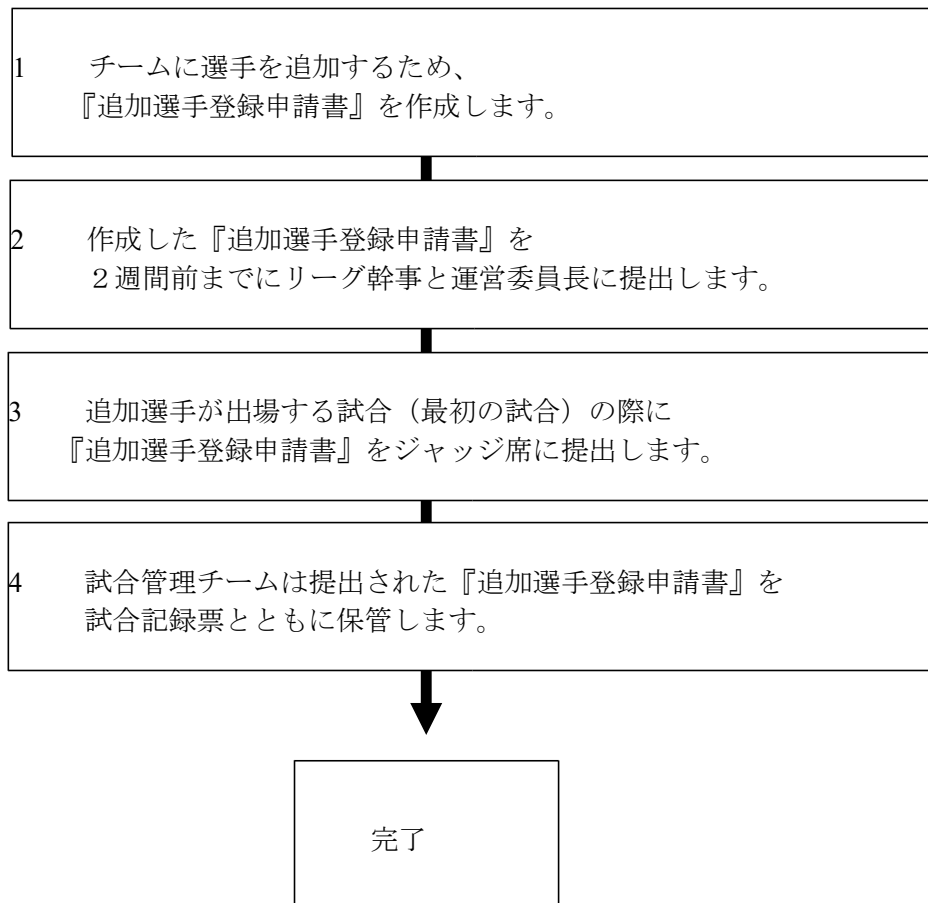 1 チームに選手を追加するため、
『追加選手登録申請書』を作成します。
2 作成した『追加選手登録申請書』を
２週間前までにリーグ幹事と運営委員長に提出します。
3 追加選手が出場する試合（最初の試合）の際に
『追加選手登録申請書』をジャッジ席に提出します。
4 試合管理チームは提出された『追加選手登録申請書』を
試合記録票とともに保管します。
完了